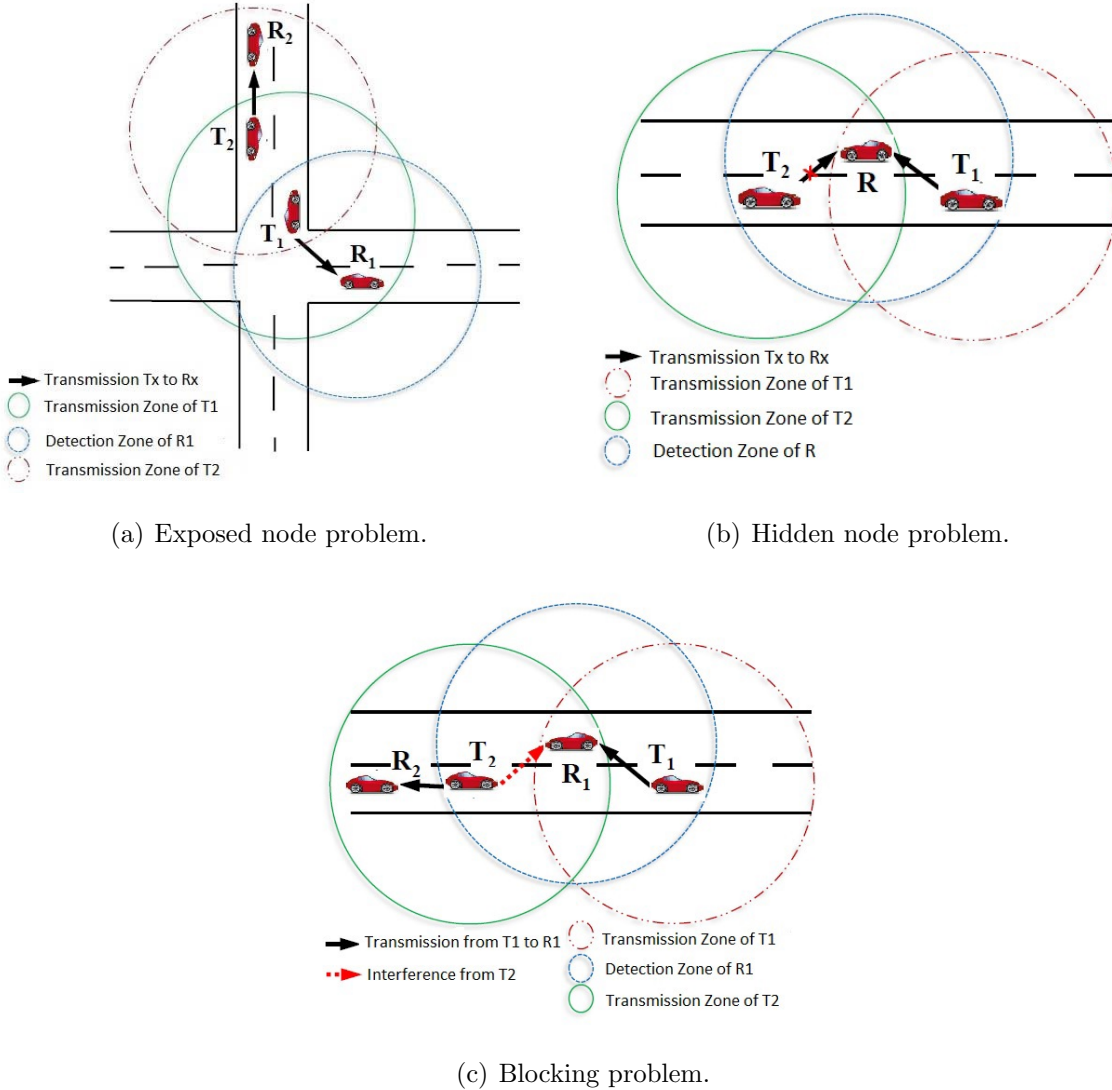 R2
T2
T1
R1
Transmission Tx to Rx
Transmission Zone of T1
Detection Zone of R1
Transmission Zone of T2
(a) Exposed node problem.
T2
R
T1
Transmission Tx to Rx
Transmission Zone of T1
Transmission Zone of T2
Detection Zone of R
(b) Hidden node problem.
R2
T2
R1
T1
Transmission from T1 to R1
Interference from T2
Transmission Zone of T1
Detection Zone of R1
Transmission Zone of T2
(c) Blocking problem.